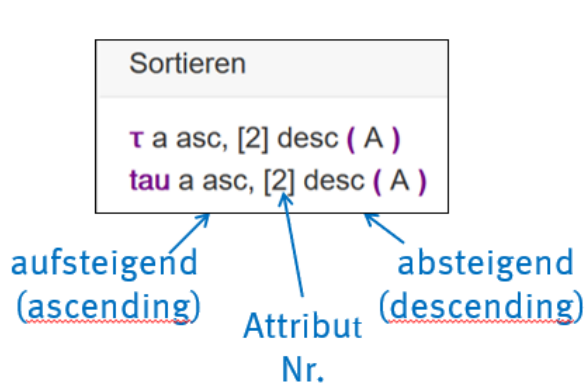 Sortieren
τ a asc, [2] desc ( A )
tau a asc, [2] desc ( A )
aufsteigend
(ascending)
absteigend
(descending)
Attribut
Nr.